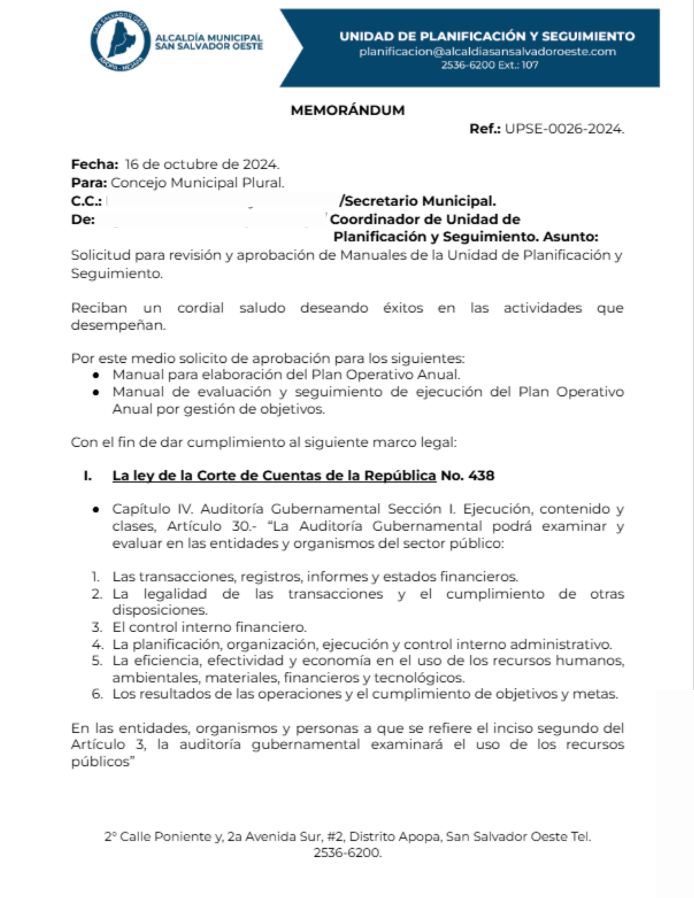 SAN SALVADOR OESTE
APOPA - NEJAPA
ALCALDÍA MUNICIPAL
SAN SALVADOR OESTE
UNIDAD DE PLANIFICACIÓN Y SEGUIMIENTO
planificacion@alcaldiasansalvadoroeste.com
2536-6200 Ext.: 107
MEMORÁNDUM
Ref.: UPSE-0026-2024.
Fecha: 16 de octubre de 2024.
Para: Concejo Municipal Plural.
C.C.: /Secretario Municipal.
De: Coordinador de Unidad de
Planificación y Seguimiento. Asunto:
Solicitud para revisión y aprobación de Manuales de la Unidad de Planificación y
Seguimiento.
Reciban un cordial saludo deseando éxitos en las actividades que
desempeñan.
Por este medio solicito de aprobación para los siguientes:
● Manual para elaboración del Plan Operativo Anual.
● Manual de evaluación y seguimiento de ejecución del Plan Operativo
Anual por gestión de objetivos.
Con el fin de dar cumplimiento al siguiente marco legal:
I. La ley de la Corte de Cuentas de la República No. 438
● Capítulo IV. Auditoría Gubernamental Sección I. Ejecución, contenido y
clases, Artículo 30.- “La Auditoría Gubernamental podrá examinar y
evaluar en las entidades y organismos del sector público:
1. Las transacciones, registros, informes y estados financieros.
2. La legalidad de las transacciones y el cumplimiento de otras
disposiciones.
3. El control interno financiero.
4. La planificación, organización, ejecución y control interno administrativo.
5. La eficiencia, efectividad y economía en el uso de los recursos humanos,
ambientales, materiales, financieros y tecnológicos.
6. Los resultados de las operaciones y el cumplimiento de objetivos y metas.
En las entidades, organismos y personas a que se refiere el inciso segundo del
Artículo 3, la auditoría gubernamental examinará el uso de los recursos
públicos”
2° Calle Poniente y, 2a Avenida Sur, #2, Distrito Apopa, San Salvador Oeste Tel.
2536-6200.